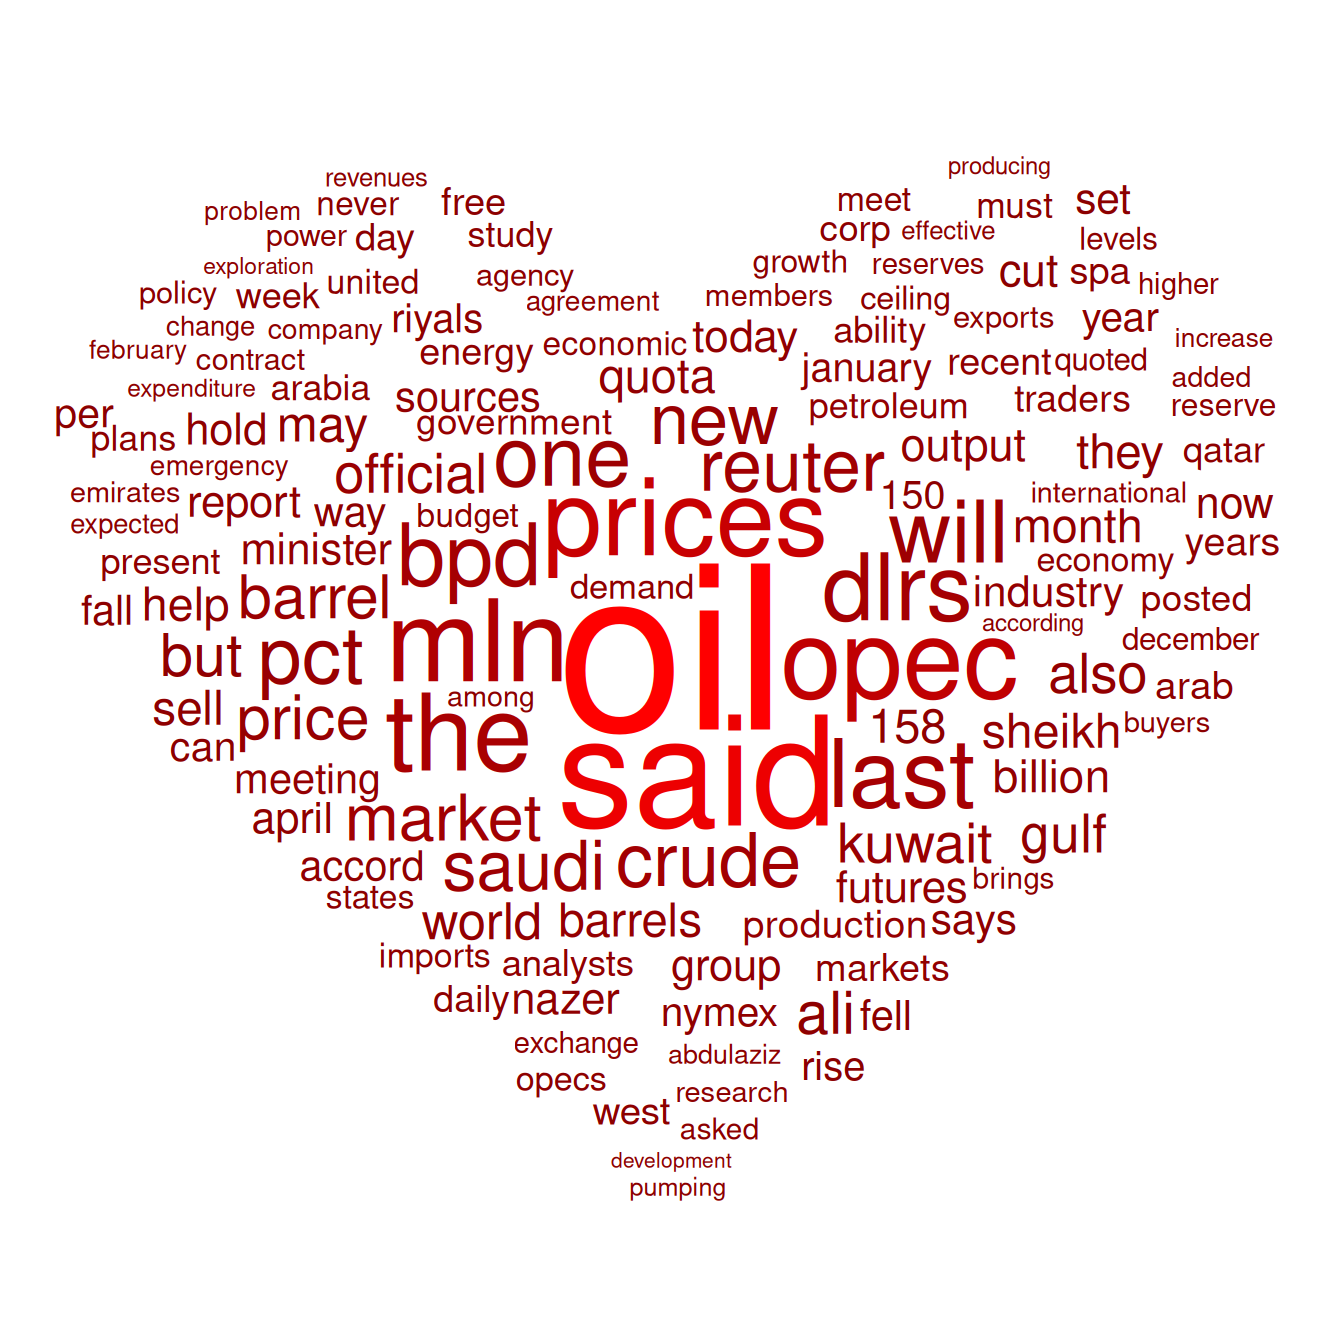 revenues
producing
problem never free
meet must set
power day study
corp effective levels
exploration united agency
growth reserves cut spa higher
policy week riyals agreement
members ceiling exports year
change company energy economic today ability
increase
february contract
quota january recent quoted
expenditure arabia sources
added
per plans hold may government new petroleum traders reserve
emergency official one reuter output they qatar
emirates report way budget prices 150 international now
expected
present minister bpd will month economy years
fall help barrel demand dlrs industry posted
according
but pct mln oil opec december
also arab
sell price the among 158 sheikh buyers
can said last
meeting billion
april market kuwait gulf
accord saudi crude
states futures brings
world barrels production says
imports analysts group markets
daily nazer nymex ali fell
exchange abdulaziz rise
opecs research
west asked
development
pumping